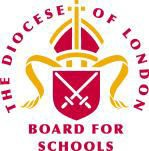 THE DIOCESE OF LONDON
BOARD FOR
SCHOOLS